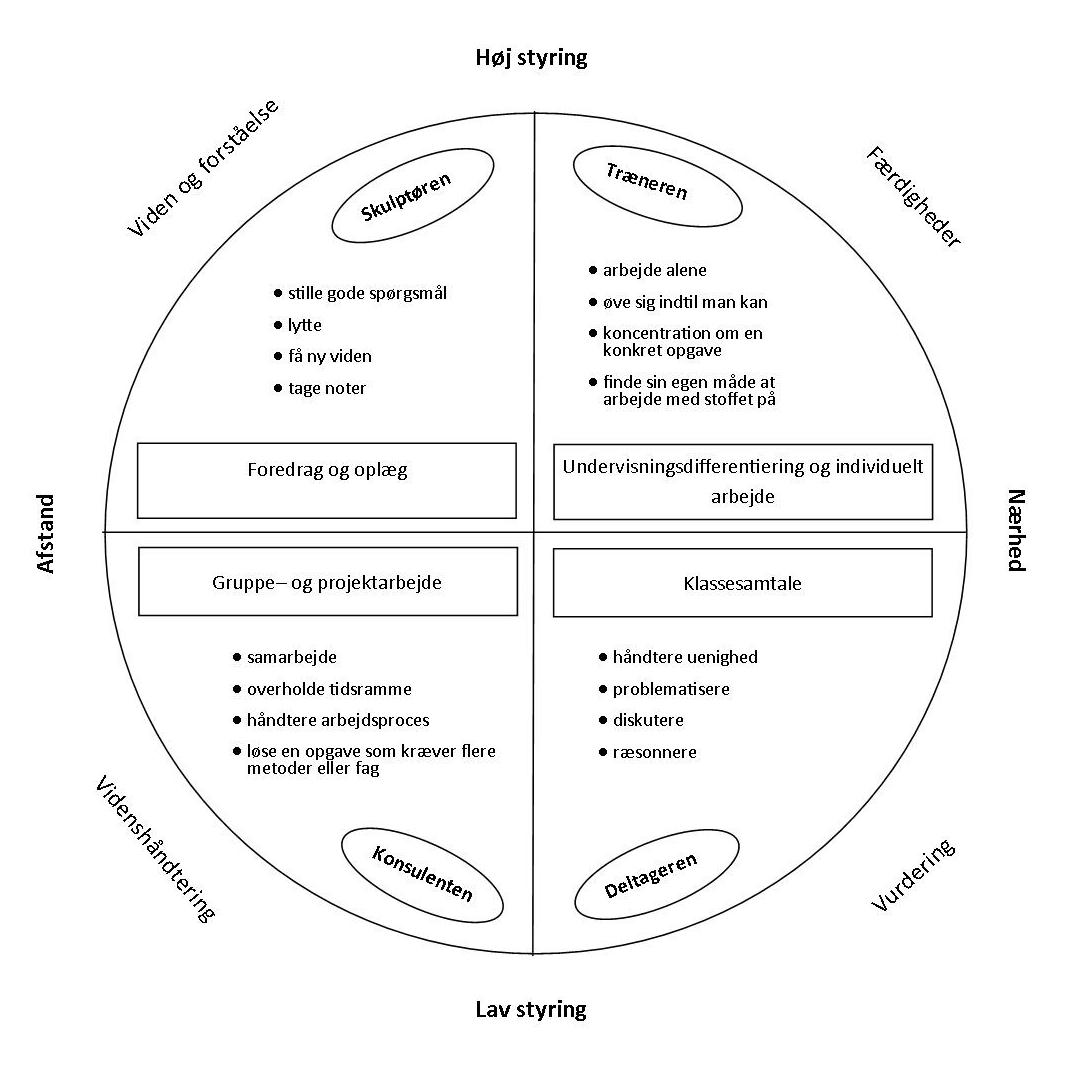 Høj styring
Viden og forståelse
Færdigheder
Skulptøren
Træneren
• stille gode spørgsmål
• lytte
• få ny viden
• tage noter
• arbejde alene
• øve sig indtil man kan
• koncentration om en
konkret opgave
• finde sin egen måde at
arbejde med stoffet på
Foredrag og oplæg
Undervisningsdifferentiering og individuelt
arbejde
Afstand
Nærhed
Gruppe– og projektarbejde
Klassesamtale
• samarbejde
• overholde tidsramme
• håndtere arbejdsproces
• løse en opgave som kræver flere
metoder eller fag
• håndtere uenighed
• problematisere
• diskutere
• ræsonnere
Konsulenten
Deltageren
Videnshåndtering
Vurdering
Lav styring